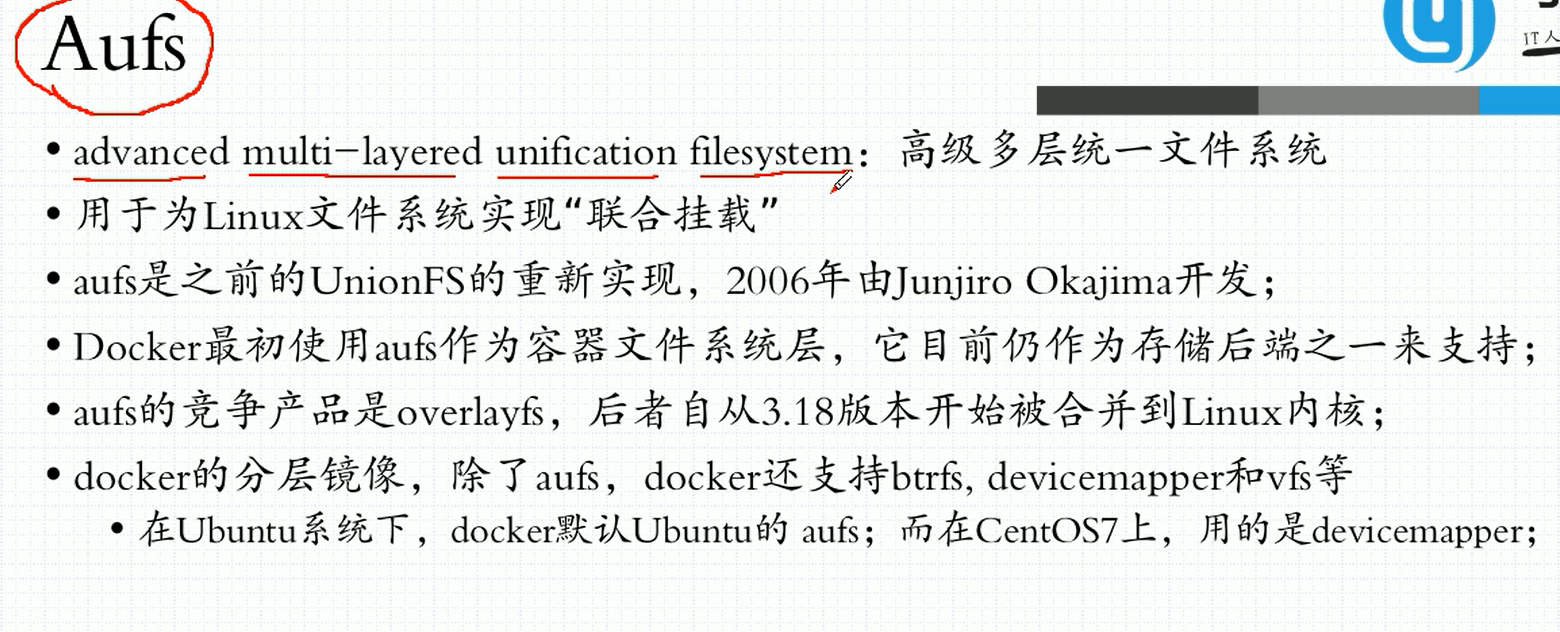 Aufs
IT人
• advanced multi-layered unification filesystem：高级多层统一文件系统
• 用于为Linux文件系统实现“联合挂载”
• aufs是之前的UnionFS的重新实现，2006年由Junjiro Okajima开发；
• Docker最初使用aufs作为容器文件系统层，它目前仍作为存储后端之一来支持；
• aufs的竞争产品是overlayfs，后者自从3.18版本开始被合并到Linux内核；
• docker的分层镜像，除了aufs，docker还支持btrfs, devicemapper和vfs等
• 在Ubuntu系统下，docker默认Ubuntu的 aufs；而在CentOS7上，用的是devicemapper；